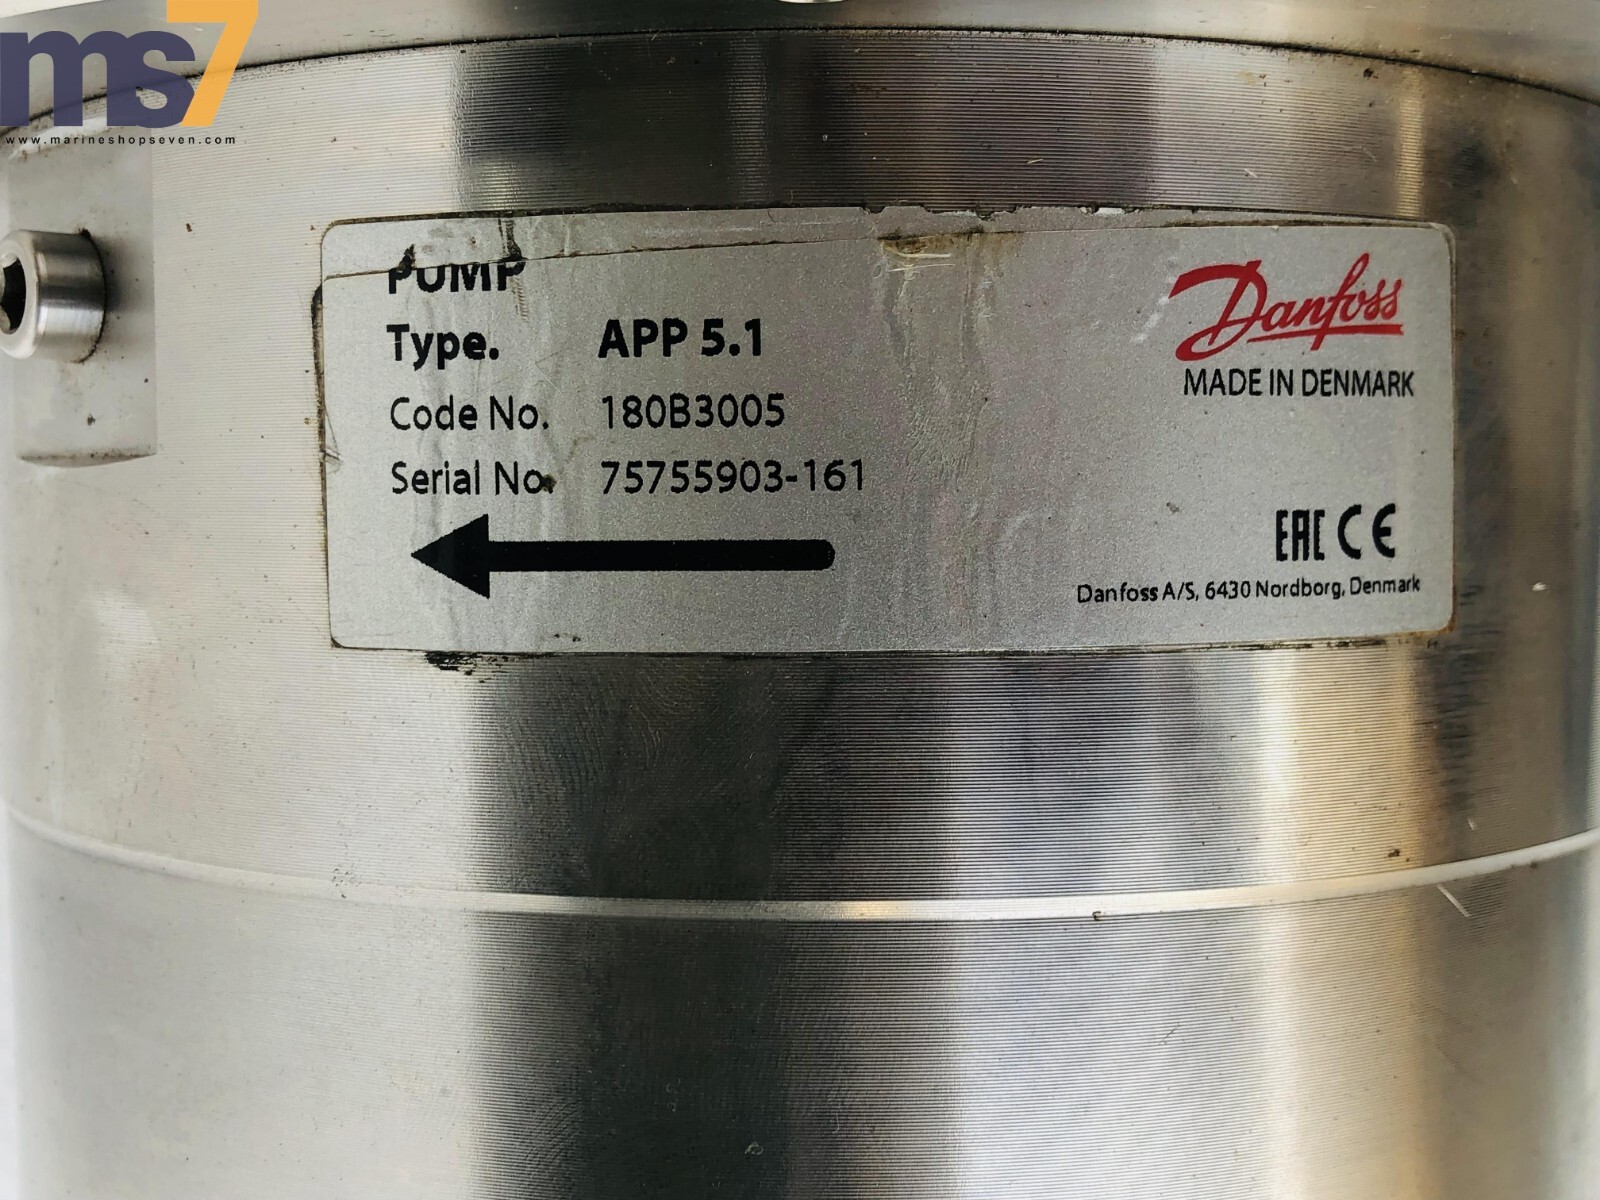 ms7
www.marineshopseven.com
PUMP
Type. APP 5.1
Code No. 180B3005
Serial No. 75755903-161
Danfoss
MADE IN DENMARK
EAC CE
Danfoss A/S, 6430 Nordborg, Denmark